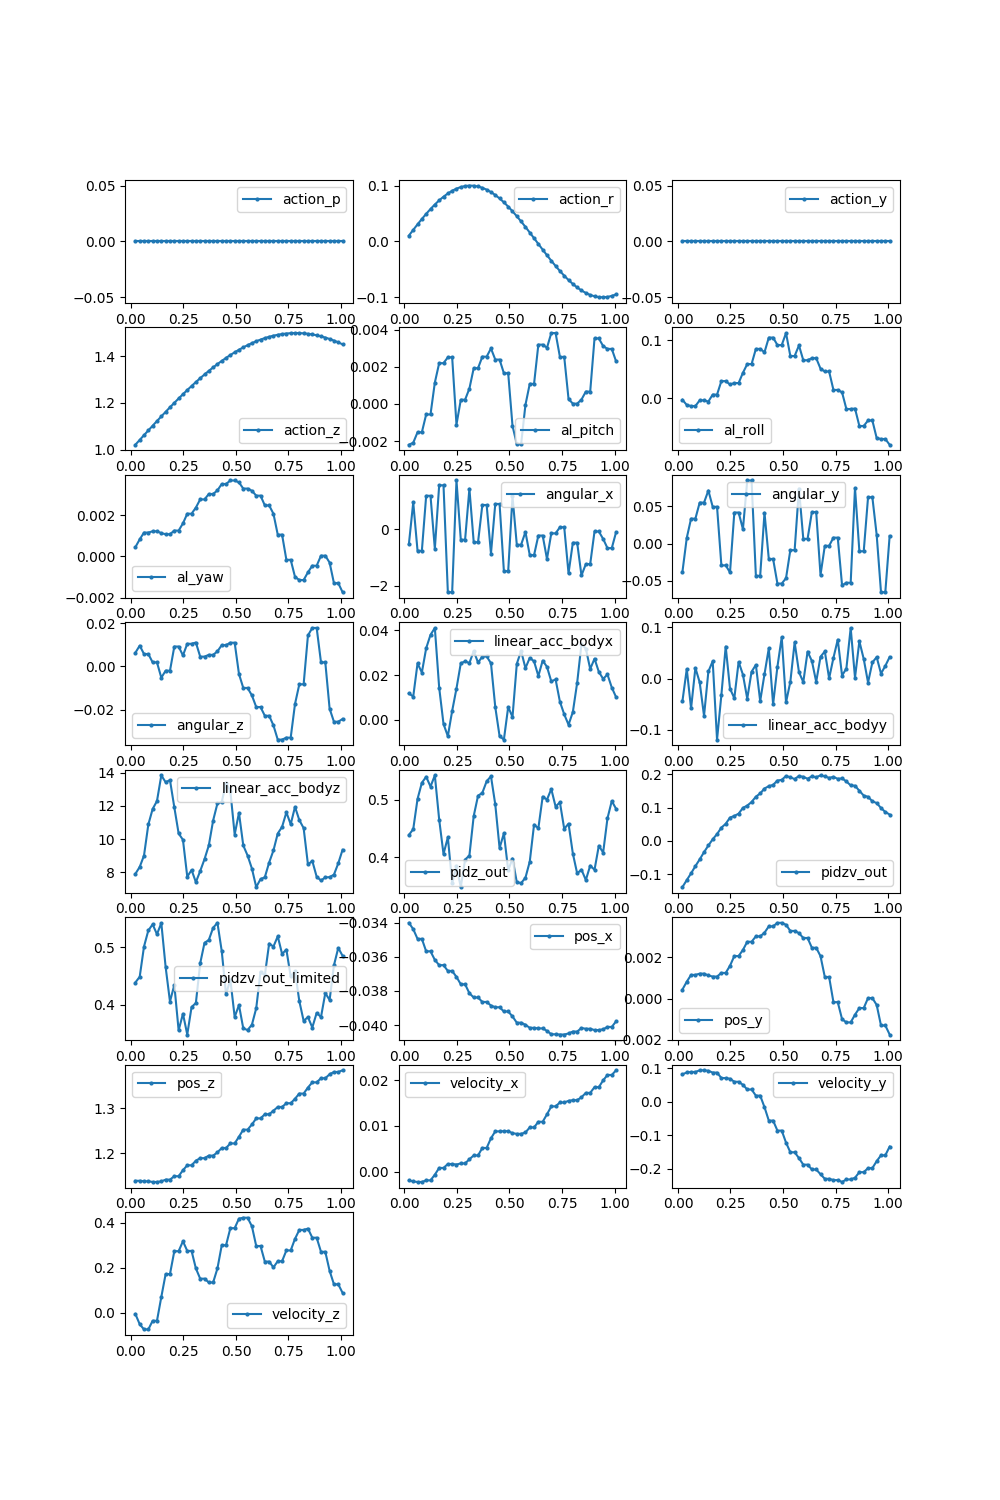 0.05
0.00
−0.05
action_p
0.00 0.25 0.50 0.75 1.00
0.1
0.0
−0.1
action_r
0.00 0.25 0.50 0.75 1.00
0.05
0.00
−0.05
action_y
0.00 0.25 0.50 0.75 1.00
1.4
1.2
1.0
action_z
0.00 0.25 0.50 0.75 1.00
0.004
0.002
0.000
−0.002
al_pitch
0.00 0.25 0.50 0.75 1.00
0.1
0.0
al_roll
0.00 0.25 0.50 0.75 1.00
0.002
0.000
−0.002
al_yaw
0.00 0.25 0.50 0.75 1.00
0
−2
angular_x
0.00 0.25 0.50 0.75 1.00
0.05
0.00
−0.05
angular_y
0.00 0.25 0.50 0.75 1.00
0.02
0.00
−0.02
angular_z
0.00 0.25 0.50 0.75 1.00
0.04
0.02
0.00
linear_acc_bodyx
0.00 0.25 0.50 0.75 1.00
0.1
0.0
−0.1
linear_acc_bodyy
0.00 0.25 0.50 0.75 1.00
14
12
10
8
linear_acc_bodyz
0.00 0.25 0.50 0.75 1.00
0.5
0.4
pidz_out
0.00 0.25 0.50 0.75 1.00
0.2
0.1
0.0
−0.1
pidzv_out
0.00 0.25 0.50 0.75 1.00
0.5
0.4
pidzv_out_limited
0.00 0.25 0.50 0.75 1.00
−0.034
−0.036
−0.038
−0.040
pos_x
0.00 0.25 0.50 0.75 1.00
0.002
0.000
0.002
pos_y
0.00 0.25 0.50 0.75 1.00
1.3
1.2
pos_z
0.00 0.25 0.50 0.75 1.00
0.02
0.01
0.00
velocity_x
0.00 0.25 0.50 0.75 1.00
0.1
0.0
−0.1
−0.2
velocity_y
0.00 0.25 0.50 0.75 1.00
0.4
0.2
0.0
velocity_z
0.00 0.25 0.50 0.75 1.00